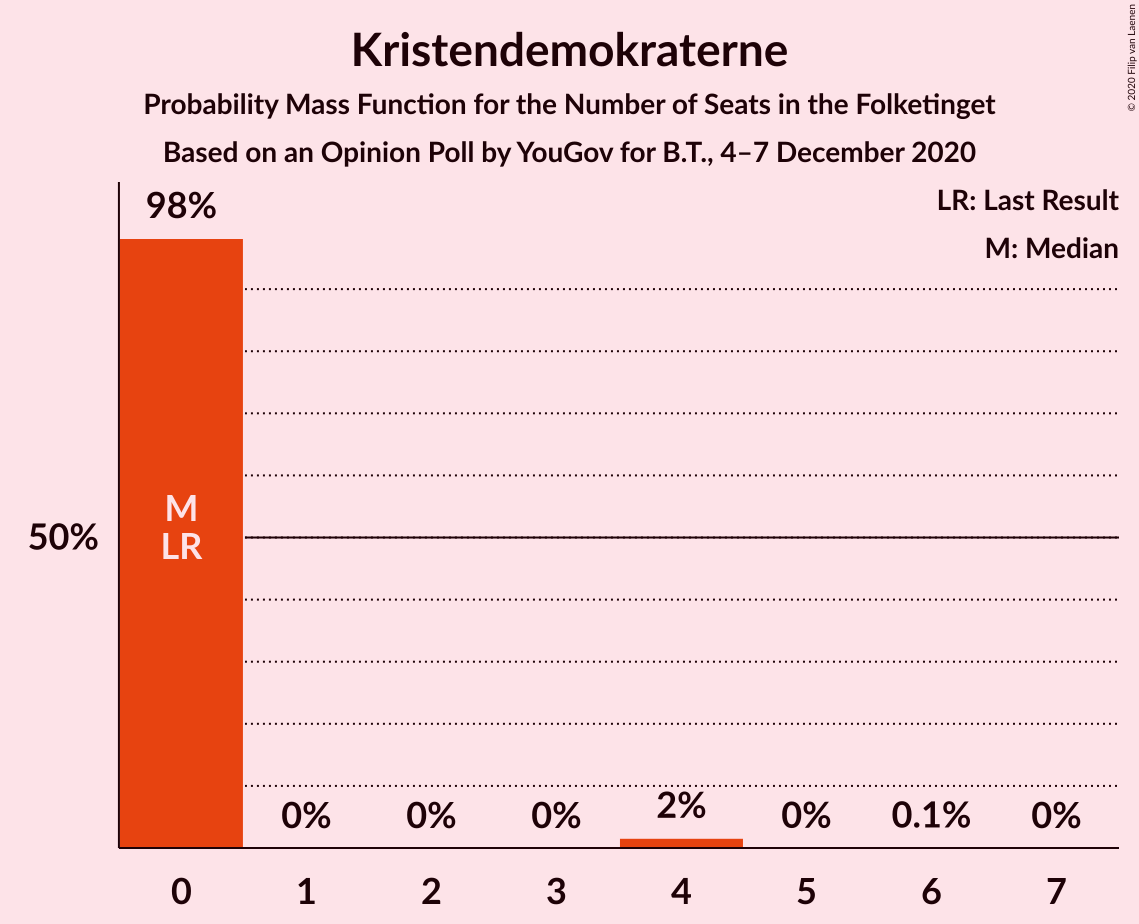 Kristendemokraterne
Probability Mass Function for the Number of Seats in the Folketinget
Based on an Opinion Poll by YouGov for B.T., 4–7 December 2020
© 2020 Filip van Laenen
LR: Last Result
M: Median
98%
M
LR
50%
0%
0%
0%
2%
0%
0.1%
0%
0
1
2
3
4
5
6
7